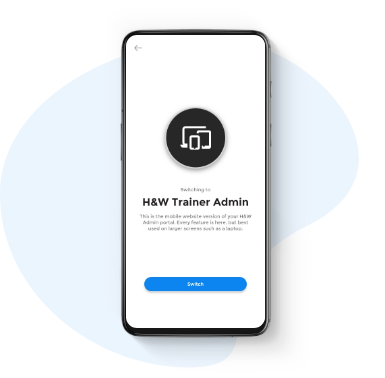 Switching to
H&W Trainer Admin
This is the mobile website version of your H&W
Admin portal. Every feature is here, but best
used on larger screens such as a laptop.
Switch